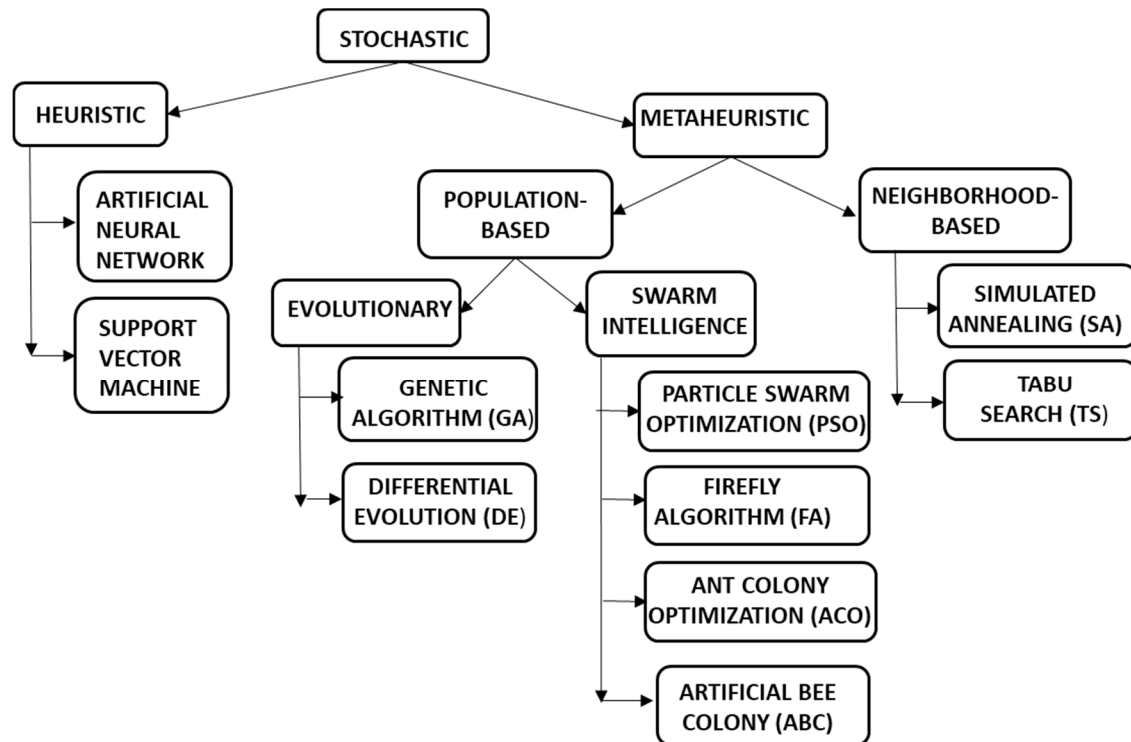 STOCHASTIC
HEURISTIC
METAHEURISTIC
ARTIFICIAL
NEURAL
NETWORK
POPULATION-
BASED
NEIGHBORHOOD-
BASED
EVOLUTIONARY
SWARM
INTELLIGENCE
SIMULATED
ANNEALING (SA)
SUPPORT
VECTOR
MACHINE
GENETIC
ALGORITHM (GA)
PARTICLE SWARM
OPTIMIZATION (PSO)
TABU
SEARCH (TS)
DIFFERENTIAL
EVOLUTION (DE)
FIREFLY
ALGORITHM (FA)
ANT COLONY
OPTIMIZATION (ACO)
ARTIFICIAL BEE
COLONY (ABC)